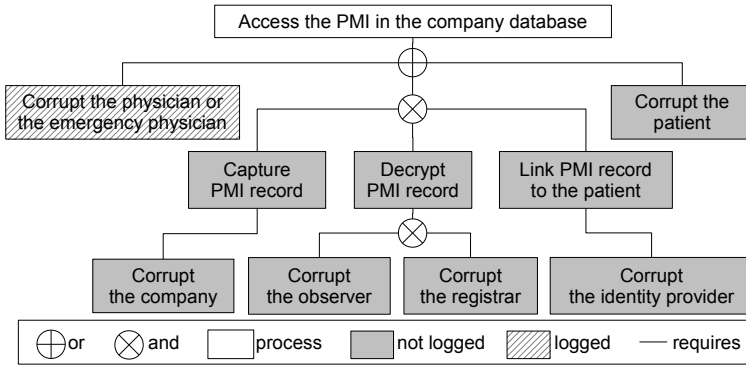 Access the PMI in the company database
Corrupt the physician or
the emergency physician
Corrupt the
patient
Capture
PMI record
Decrypt
PMI record
Link PMI record
to the patient
Corrupt
the company
Corrupt
the observer
Corrupt
the registrar
Corrupt
the identity provider
or and process not logged logged requires